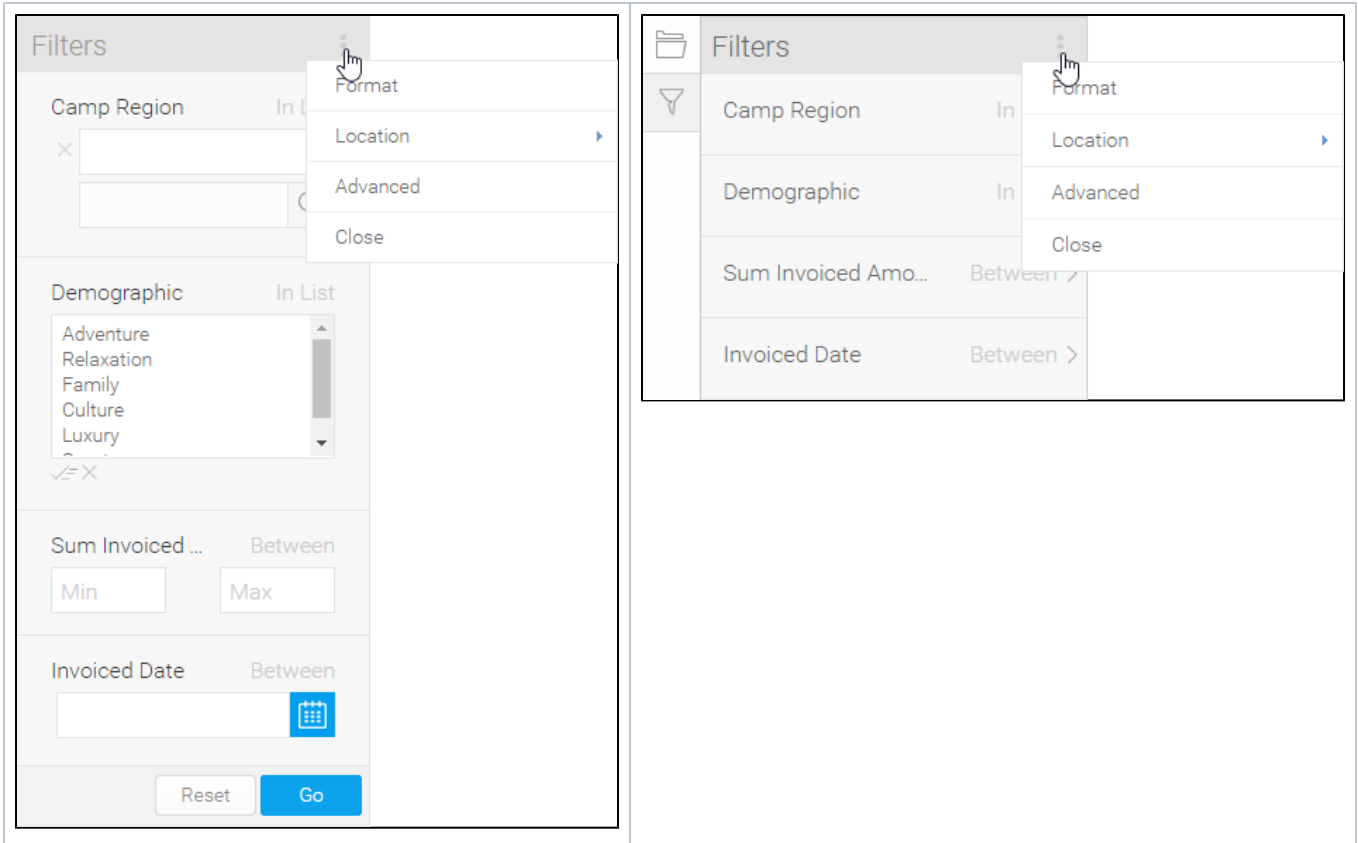 Filters
Format
Camp Region
Location
Advanced
Close
Demographic In List
Adventure
Relaxation
Family
Culture
Luxury
Sum Invoiced ... Between
Min Max
Invoiced Date Between
Reset Go
Filters
Format
Camp Region In
Location
Demographic In
Advanced
Close
Sum Invoiced Amo... Between
Invoiced Date Between